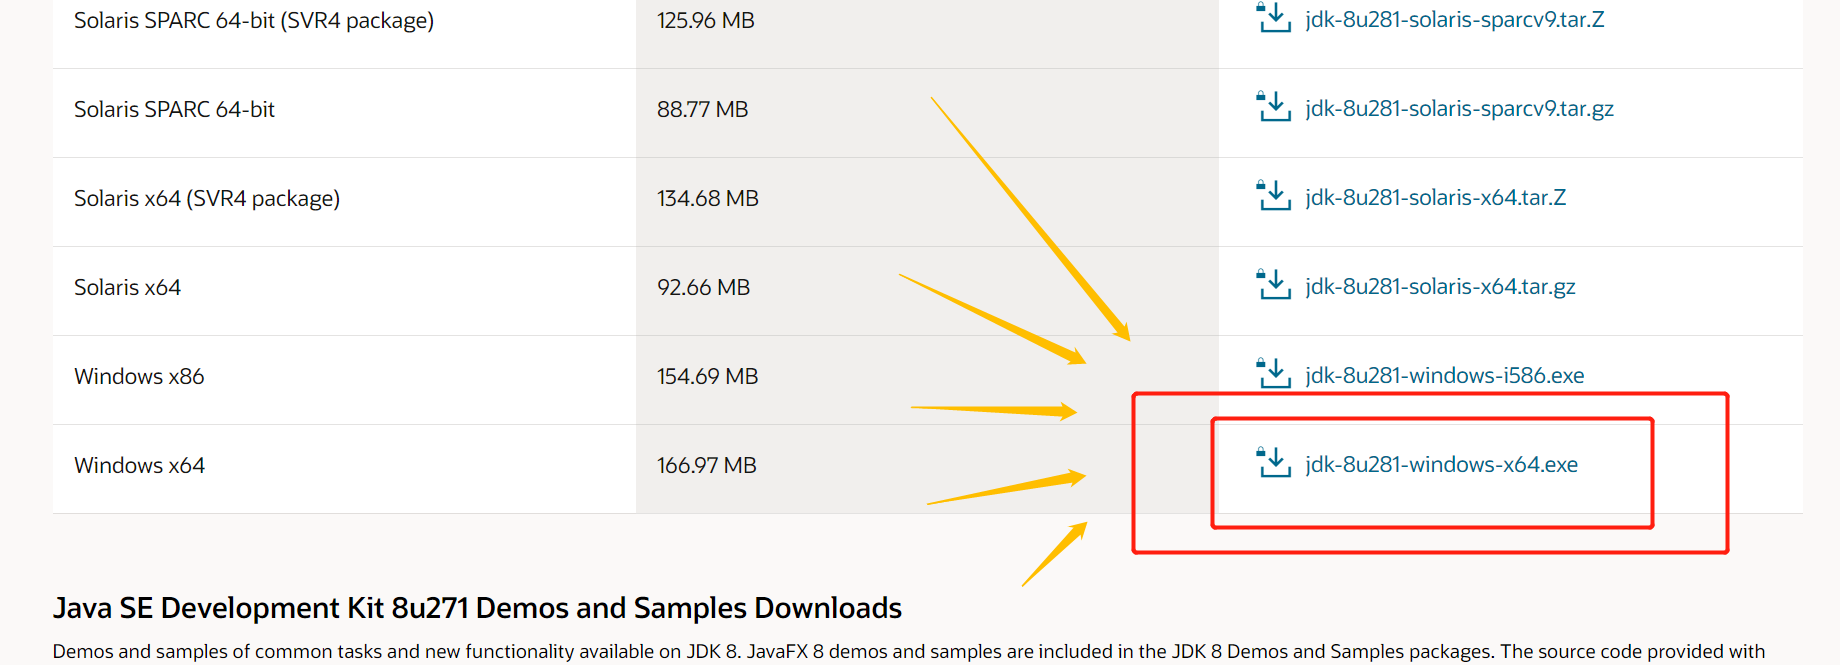 Solaris SPARC 64-bit (SVR4 package) 125.96 MB jdk-8u281-solaris-sparcv9.tar.Z
Solaris SPARC 64-bit 88.77 MB jdk-8u281-solaris-sparcv9.tar.gz
Solaris x64 (SVR4 package) 134.68 MB jdk-8u281-solaris-x64.tar.Z
Solaris x64 92.66 MB jdk-8u281-solaris-x64.tar.gz
Windows x86 154.69 MB jdk-8u281-windows-i586.exe
Windows x64 166.97 MB jdk-8u281-windows-x64.exe
Java SE Development Kit 8u271 Demos and Samples Downloads
Demos and samples of common tasks and new functionality available on JDK 8. JavaFX 8 demos and samples are included in the JDK 8 Demos and Samples packages. The source code provided with